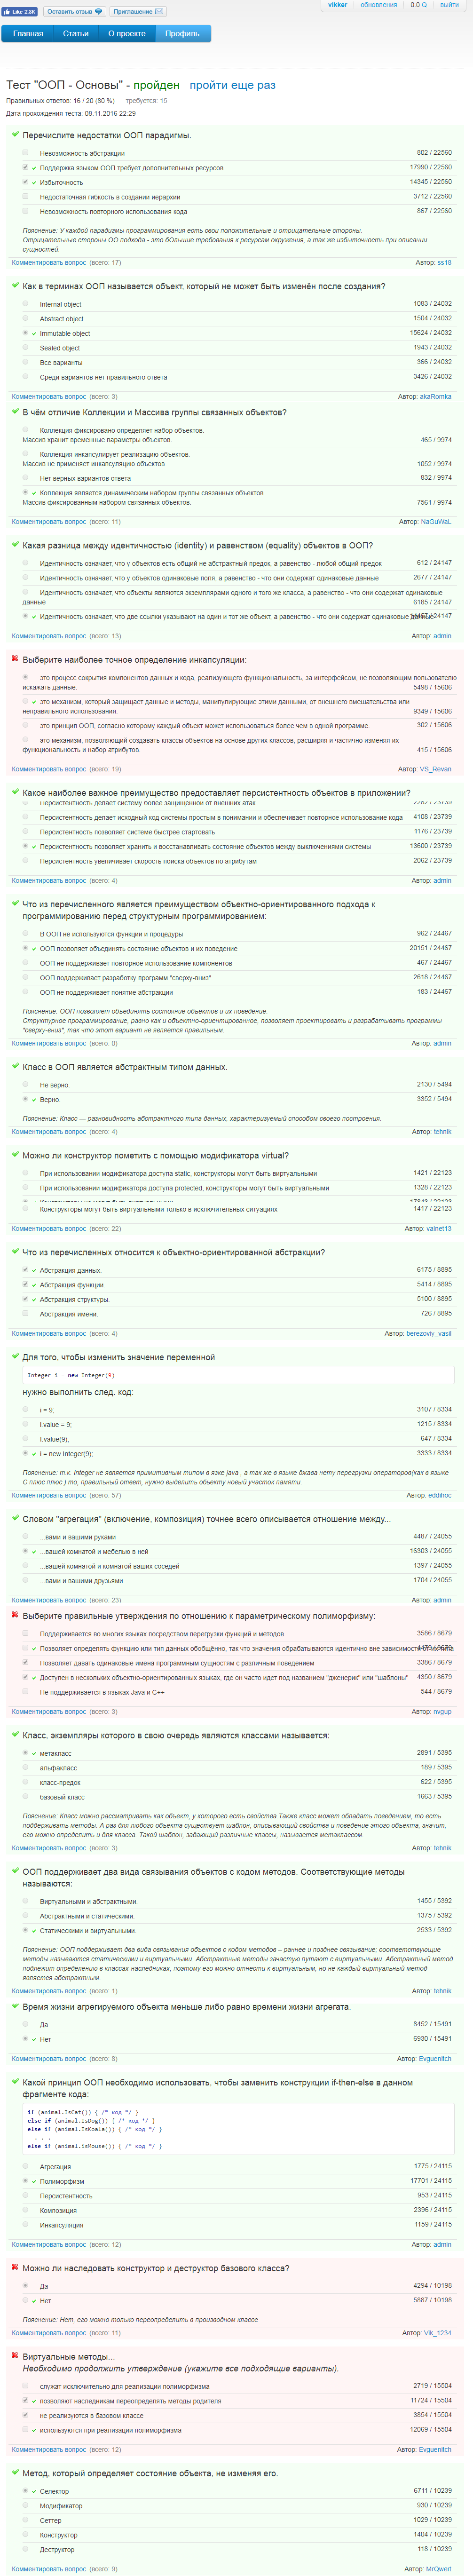 Like 2.8K
Оставить отзыв
Приглашение
vikker
обновления
0.0 Q
выйти
Главная
Статьи
О проекте
Профиль
Тест "ООП - Основы" - пройден пройти еще раз
Правильных ответов: 16 / 20 (80 %) требуется: 15
Дата прохождения теста: 08.11.2016 22:29
Перечислите недостатки ООП парадигмы.
Невозможность абстракции 602 / 22560
Поддержка языком ООП требует дополнительных ресурсов 17990 / 22560
Избыточность 14345 / 22560
Недостаточная гибкость в создании иерархии 3712 / 22560
Невозможность повторного использования кода 867 / 22560
Пояснение: У каждой парадигмы программирования есть свои положительные и отрицательные стороны.
Отрицательные стороны ОО подхода - это бОльшие требования к ресурсам окружения, а так же избыточность при описании
сущностей.
Комментировать вопрос (всего: 17) Автор: ss18
Как в терминах ООП называется объект, который не может быть изменён после создания?
Internal object 1083 / 24032
Abstract object 1504 / 24032
Immutable object 15624 / 24032
Sealed object 1943 / 24032
Все варианты 366 / 24032
Среди вариантов нет правильного ответа 3426 / 24032
Комментировать вопрос (всего: 3) Автор: akaRomka
В чём отличие Коллекции и Массива группы связанных объектов?
Коллекция фиксировано определяет набор объектов.
Массив хранит временные параметры объектов. 465 / 9974
Коллекция инкапсулирует реализацию объектов.
Массив не применяет инкапсуляцию объектов 1052 / 9974
Нет верных вариантов ответа 832 / 9974
Коллекция является динамическим набором группы связанных объектов.
Массив фиксированным набором связанных объектов. 7561 / 9974
Комментировать вопрос (всего: 11) Автор: NaGuWaL
Какая разница между идентичностью (identity) и равенством (equality) объектов в ООП?
Идентичность означает, что у объектов есть общий не абстрактный предок, а равенство - любой общий предок 612 / 24147
Идентичность означает, что у объектов одинаковые поля, а равенство - что они содержат одинаковые данные 2677 / 24147
Идентичность означает, что объекты являются экземплярами одного и того же класса, а равенство - что они содержат одинаковые
данные 6185 / 24147
Идентичность означает, что две ссылки указывают на один и тот же объект, а равенство - что они содержат одинаковые данные 14457 / 24147
Комментировать вопрос (всего: 13) Автор: admin
Выберите наиболее точное определение инкапсуляции:
это процесс сокрытия компонентов данных и кода, реализующего функциональность, за интерфейсом, не позволяющим пользователю
искажать данные. 5498 / 15606
это механизм, который защищает данные и методы, манипулирующие этими данными, от внешнего вмешательства или
неправильного использования. 9349 / 15606
это принцип ООП, согласно которому каждый объект может использоваться более чем в одной программе. 302 / 15606
это механизм, позволяющий создавать классы объектов на основе других классов, расширяя и частично изменяя их
функциональность и набор атрибутов. 415 / 15606
Комментировать вопрос (всего: 19) Автор: VS_Revan
Какое наиболее важное преимущество предоставляет персистентность объектов в приложении?
Персистентность делает систему более защищенной от внешних атак 2262 / 23739
Персистентность делает исходный код системы простым в понимании и обеспечивает повторное использование кода 4108 / 23739
Персистентность позволяет системе быстрее стартовать 1176 / 23739
Персистентность позволяет хранить и восстанавливать состояние объектов между выключениями системы 13600 / 23739
Персистентность увеличивает скорость поиска объектов по атрибутам 2062 / 23739
Комментировать вопрос (всего: 4) Автор: admin
Что из перечисленного является преимуществом объектно-ориентированного подхода к
программированию перед структурным программированием:
В ООП не используются функции и процедуры 962 / 24467
ООП позволяет объединять состояние объектов и их поведение 20151 / 24467
ООП не поддерживает повторное использование компонентов 467 / 24467
ООП поддерживает разработку программ "сверху-вниз" 2618 / 24467
ООП не поддерживает понятие абстракции 183 / 24467
Пояснение: ООП позволяет объединять состояние объектов и их поведение.
Структурное программирование, равно как и объектно-ориентированное, позволяет проектировать и разрабатывать программы
"сверху-вниз", так что этот вариант не является правильным.
Комментировать вопрос (всего: 0) Автор: admin
Класс в ООП является абстрактным типом данных.
Не верно. 2130 / 5494
Верно. 3352 / 5494
Пояснение: Класс — разновидность абстрактного типа данных, характеризуемый способом своего построения.
Комментировать вопрос (всего: 4) Автор: tehnik
Можно ли конструктор пометить с помощью модификатора virtual?
При использовании модификатора доступа static, конструкторы могут быть виртуальными 1421 / 22123
При использовании модификатора доступа protected, конструкторы могут быть виртуальными 1328 / 22123
Конструкторы могут быть виртуальными только в исключительных ситуациях 1417 / 22123
Комментировать вопрос (всего: 22) Автор: valnet13
Что из перечисленных относится к объектно-ориентированной абстракции?
Абстракция данных. 6175 / 8895
Абстракция функции. 5414 / 8895
Абстракция структуры. 5100 / 8895
Абстракция имени. 726 / 8895
Комментировать вопрос (всего: 4) Автор: berezoviy_vasil
Для того, чтобы изменить значение переменной
Integer i = new Integer(9)
нужно выполнить след. код:
i = 9; 3107 / 8334
i.value = 9; 1215 / 8334
I.value(9); 647 / 8334
i = new Integer(9); 3333 / 8334
Пояснение: т.к. Integer не является примитивным типом в язке java , а так же в языке джава нету перегрузки операторов(как в языке
С плюс плюс ) то, правильный ответ, нужно выделить обьекту новый участок памяти.
Комментировать вопрос (всего: 57) Автор: eddihoc
Словом "агрегация" (включение, композиция) точнее всего описывается отношение между...
...вами и вашими руками 4487 / 24055
...вашей комнатой и мебелью в ней 16303 / 24055
...вашей комнатой и комнатой ваших соседей 1397 / 24055
...вами и вашими друзьями 1704 / 24055
Комментировать вопрос (всего: 23) Автор: admin
Выберите правильные утверждения по отношению к параметрическому полиморфизму:
Поддерживается во многих языках посредством перегрузки функций и методов 3586 / 8679
Позволяет определять функцию или тип данных обобщённо, так что значения обрабатываются идентично вне зависимости от их типа
Позволяет давать одинаковые имена программным сущностям с различным поведением 3386 / 8679
Доступен в нескольких объектно-ориентированных языках, где он часто идет под названием "дженерик" или "шаблоны" 4350 / 8679
Не поддерживается в языках Java и C++ 544 / 8679
Комментировать вопрос (всего: 3) Автор: nvgup
Класс, экземпляры которого в свою очередь являются классами называется:
метакласс 2891 / 5395
альфакласс 189 / 5395
класс-предок 622 / 5395
базовый класс 1663 / 5395
Пояснение: Класс можно рассматривать как объект, у которого есть свойства.Также класс может обладать поведением, то есть
поддерживать методы. А раз для любого объекта существует шаблон, описывающий свойства и поведение этого объекта, значит,
его можно определить и для класса. Такой шаблон, задающий различные классы, называется метаклассом.
Комментировать вопрос (всего: 3) Автор: tehnik
ООП поддерживает два вида связывания объектов с кодом методов. Соответствующие методы
называются:
Виртуальными и абстрактными. 1455 / 5392
Абстрактными и статическими. 1375 / 5392
Статическими и виртуальными. 2533 / 5392
Пояснение: ООП поддерживает два вида связывания объектов с кодом методов – раннее и позднее связывание; соответствующие
методы называются статическими и виртуальными. Абстрактные методы зачастую путают с виртуальными. Абстрактный метод
подлежит определению в классах-наследниках, поэтому его можно отнести к виртуальным, но не каждый виртуальный метод
является абстрактным.
Комментировать вопрос (всего: 1) Автор: tehnik
Время жизни агрегируемого объекта меньше либо равно времени жизни агрегата.
Да 8452 / 15491
Нет 6930 / 15491
Комментировать вопрос (всего: 8) Автор: Evguenitch
Какой принцип ООП необходимо использовать, чтобы заменить конструкции if-then-else в данном
фрагменте кода:
if (animal.IsCat()) { /* код */ }
else if (animal.IsDog()) { /* код */ }
else if (animal.IsKoala()) { /* код */ }
. . .
else if (animal.isMouse()) { /* код */ }
Агрегация 1775 / 24115
Полиморфизм 17701 / 24115
Персистентность 953 / 24115
Композиция 2396 / 24115
Инкапсуляция 1159 / 24115
Комментировать вопрос (всего: 12) Автор: admin
Можно ли наследовать конструктор и деструктор базового класса?
Да 4294 / 10198
Нет 5887 / 10198
Пояснение: Нет, его можно только переопределить в производном классе
Комментировать вопрос (всего: 11) Автор: Vik_1234
Виртуальные методы...
Необходимо продолжить утверждение (укажите все подходящие варианты).
служат исключительно для реализации полиморфизма 2719 / 15504
позволяют наследникам переопределять методы родителя 11724 / 15504
не реализуются в базовом классе 3854 / 15504
используются при реализации полиморфизма 12069 / 15504
Комментировать вопрос (всего: 12) Автор: Evguenitch
Метод, который определяет состояние объекта, не изменяя его.
Селектор 6711 / 10239
Модификатор 930 / 10239
Сеттер 1029 / 10239
Конструктор 1404 / 10239
Деструктор 118 / 10239
Комментировать вопрос (всего: 9) Автор: MrQwert